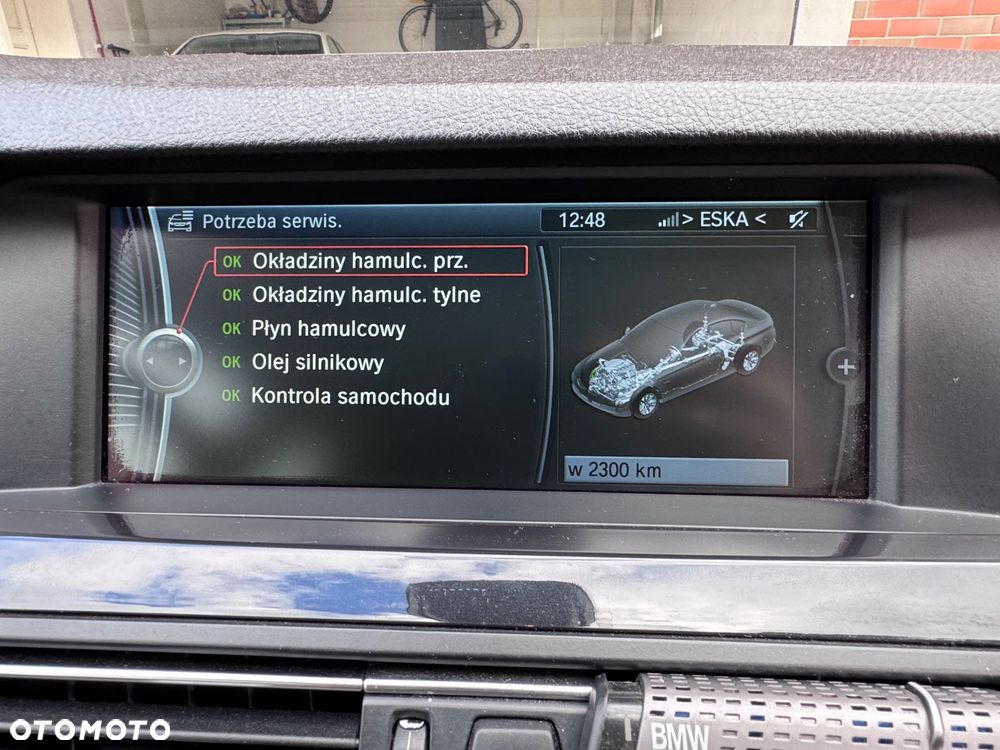 Potrzeba serwis.
12:48 > ESKA <
OK Okładziny hamulc. prz.
OK Okładziny hamulc. tylne
OK Płyn hamulcowy
OK Olej silnikowy
OK Kontrola samochodu
+
w 2300 km
OTOMOTO
BMW